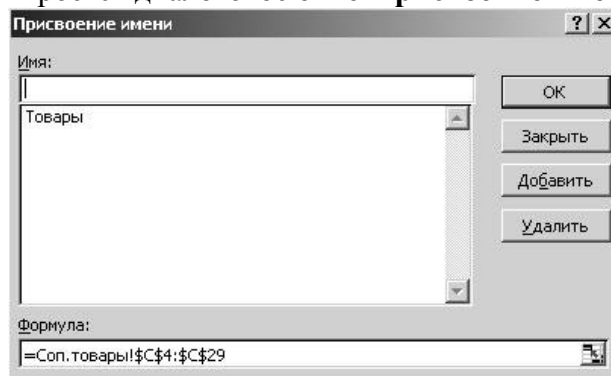 Присвоение имени
Имя:
OK
Товары
Закрыть
Добавить
Удалить
Формула:
=Соп.товары!$C$4:$C$29